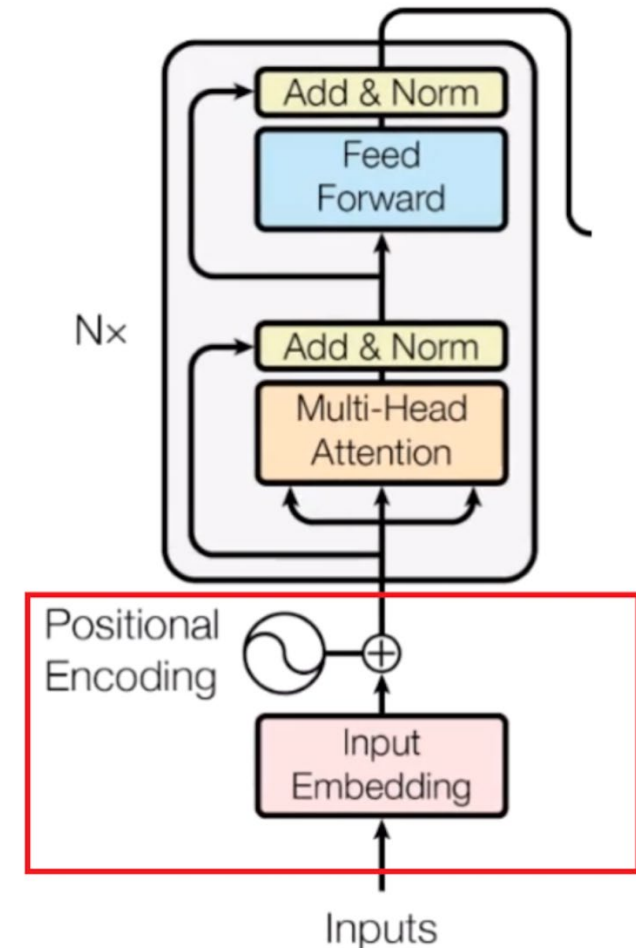 Add & Norm
Feed
Forward
Nx
Add & Norm
Multi-Head
Attention
Positional
Encoding
Input
Embedding
Inputs